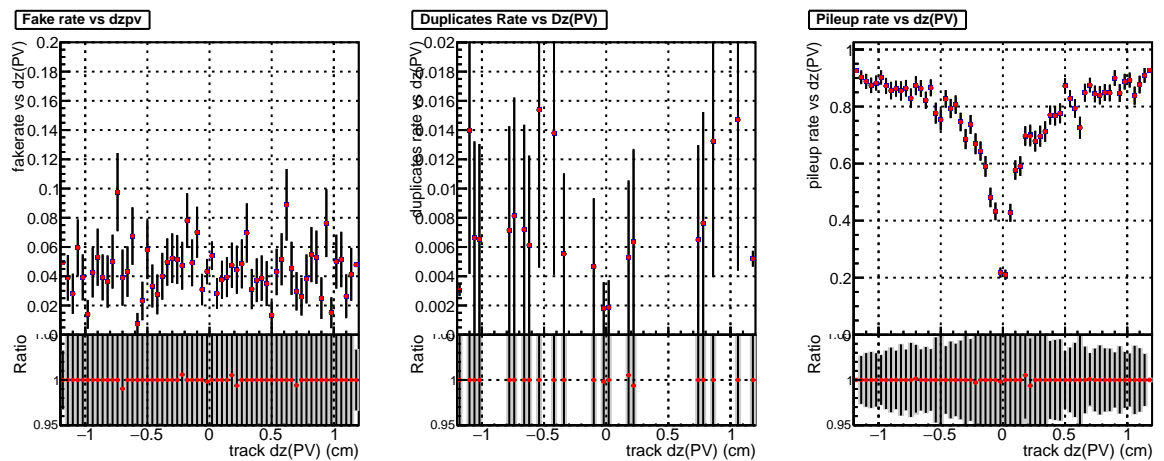 Fake rate vs dzpv
fakerate vs dz(PV)
0.2
0.18
0.16
0.14
0.12
0.1
0.08
0.06
0.04
0.02
0
Ratio
1
0.95
−1 −0.5 0 0.5 1
track dz(PV) (cm)
Duplicates Rate vs Dz(PV)
duplicates rate vs dz(PV)
0.02
0.018
0.016
0.014
0.012
0.01
0.008
0.006
0.004
0.002
0
Ratio
1
0.95
−1 −0.5 0 0.5 1
track dz(PV) (cm)
Pileup rate vs dz(PV)
pileup rate vs dz(PV)
1
0.8
0.6
0.4
0.2
0
Ratio
1
0.95
−1 −0.5 0 0.5 1
track dz(PV) (cm)